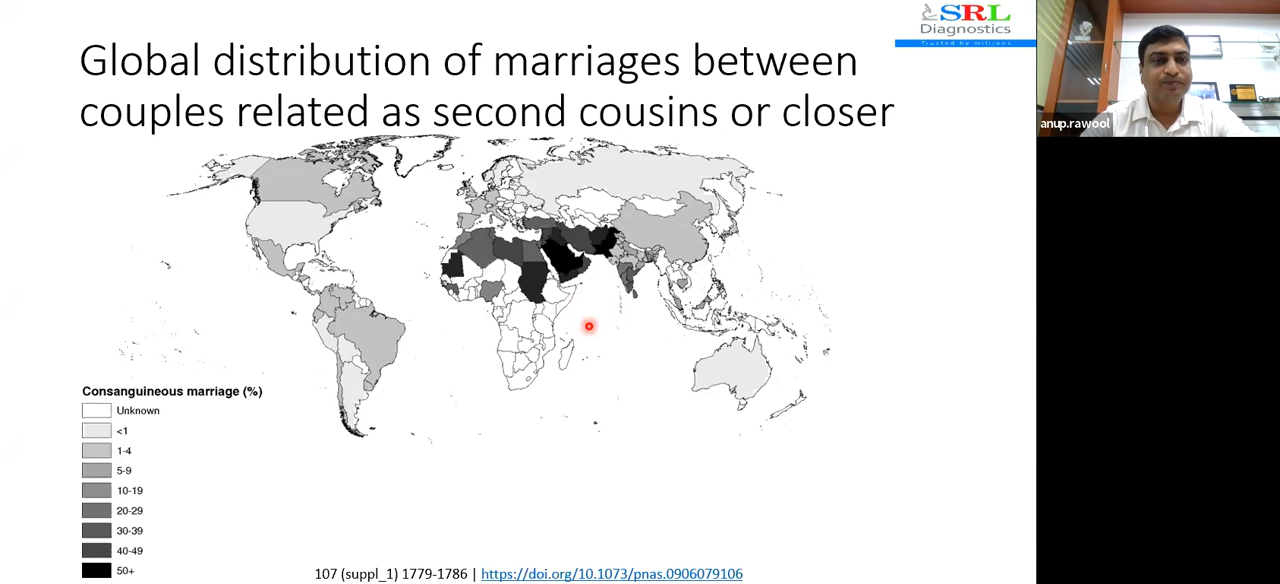 SRL
Diagnostics
Trusted by millions
Global distribution of marriages between
couples related as second cousins or closer
anup.rawool
Consanguineous marriage (%)
Unknown
<1
1-4
5-9
10-19
20-29
30-39
40-49
50+
107 (suppl_1) 1779-1786 | https://doi.org/10.1073/pnas.0906079106